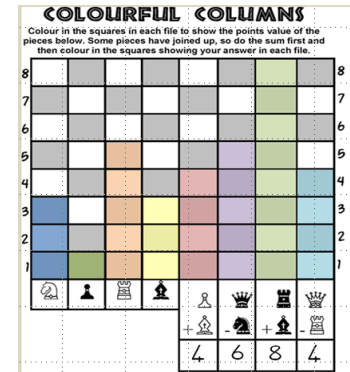 COLOURFUL COLUMNS
Colour in the squares in each file to show the points value of the
pieces below. Some pieces have joined up, so do the sum first and
then colour in the squares showing your answer in each file.
8 8
7 7
6 6
5 5
4 4
3 3
2 2
1 1
+ - + -
4 6 8 4